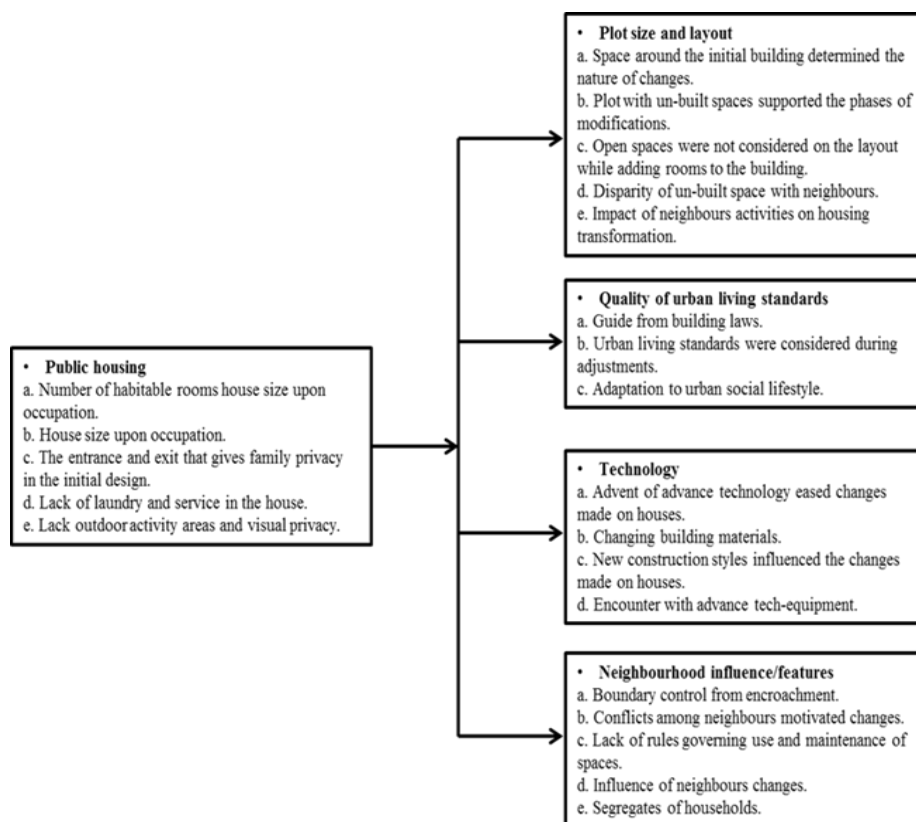 • Public housing
a. Number of habitable rooms house size upon
occupation.
b. House size upon occupation.
c. The entrance and exit that gives family privacy
in the initial design.
d. Lack of laundry and service in the house.
e. Lack outdoor activity areas and visual privacy.
• Plot size and layout
a. Space around the initial building determined the
nature of changes.
b. Plot with un-built spaces supported the phases of
modifications.
c. Open spaces were not considered on the layout
while adding rooms to the building.
d. Disparity of un-built space with neighbours.
e. Impact of neighbours activities on housing
transformation.
• Quality of urban living standards
a. Guide from building laws.
b. Urban living standards were considered during
adjustments.
c. Adaptation to urban social lifestyle.
• Technology
a. Advent of advance technology eased changes
made on houses.
b. Changing building materials.
c. New construction styles influenced the changes
made on houses.
d. Encounter with advance tech-equipment.
• Neighbourhood influence/features
a. Boundary control from encroachment.
b. Conflicts among neighbours motivated changes.
c. Lack of rules governing use and maintenance of
spaces.
d. Influence of neighbours changes.
e. Segregates of households.